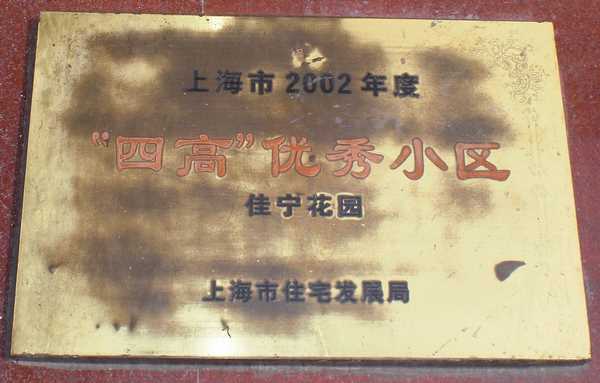 上海市2002年度
“四高”优秀小区
佳宁花园
上海市住宅发展局